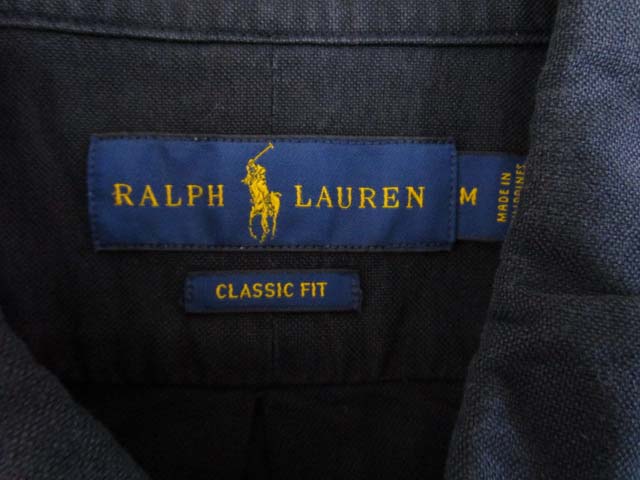 RALPH LAUREN
M
MADE IN
CLASSIC FIT